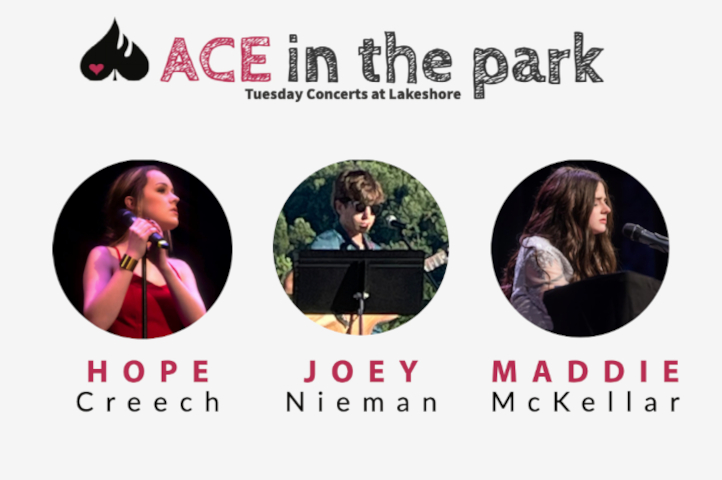 ACE in the park
Tuesday Concerts at Lakeshore
HOPE JOEY MADDIE
Creech Nieman McKellar